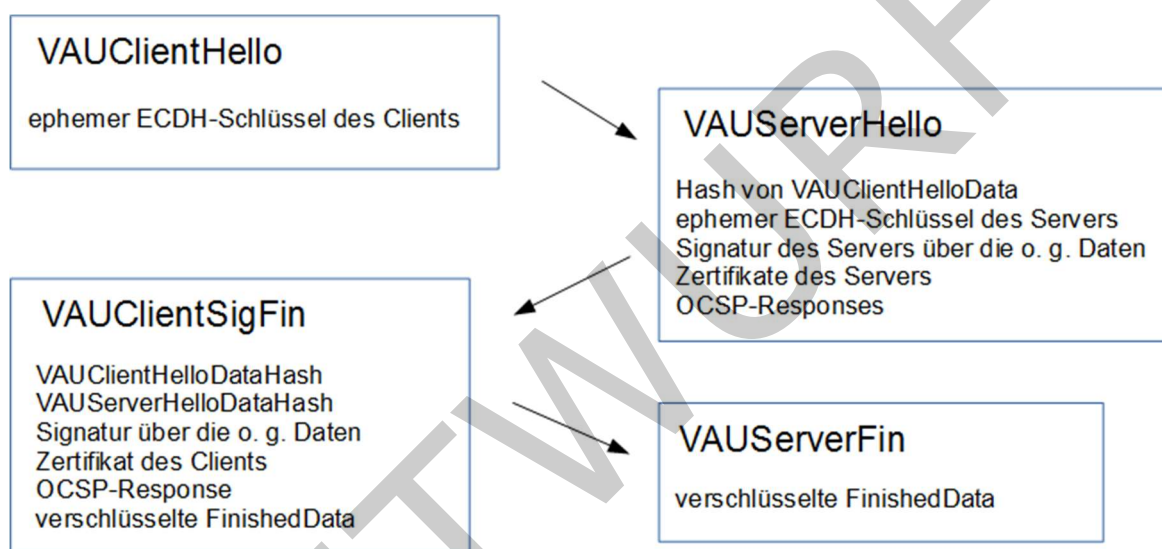 VAUClientHello
ephemer ECDH-Schlüssel des Clients
VAUServerHello
Hash von VAUClientHelloData
ephemer ECDH-Schlüssel des Servers
Signatur des Servers über die o. g. Daten
Zertifikate des Servers
OCSP-Responses
VAUClientSigFin
VAUClientHelloDataHash
VAUServerHelloDataHash
Signatur über die o. g. Daten
Zertifikat des Clients
OCSP-Response
verschlüsselte FinishedData
VAUServerFin
verschlüsselte FinishedData